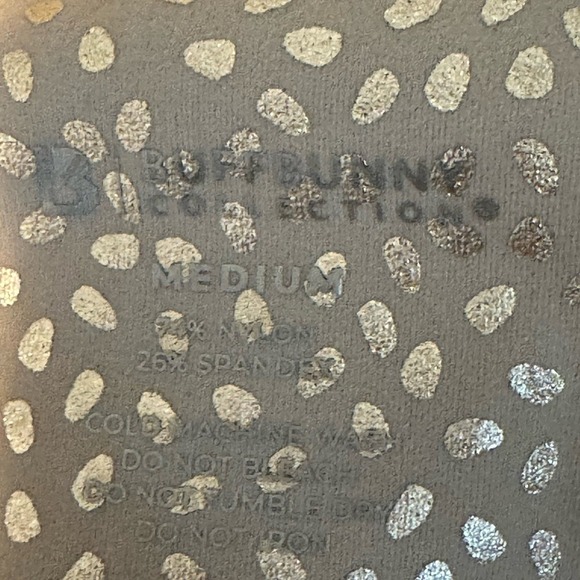 B
BUFFBUNNY
COLLECTION®
MEDIUM
74% NYLON
26% SPANDEX
COLD MACHINE WASH
DO NOT BLEACH
DO NOT TUMBLE DRY
DO NOT IRON